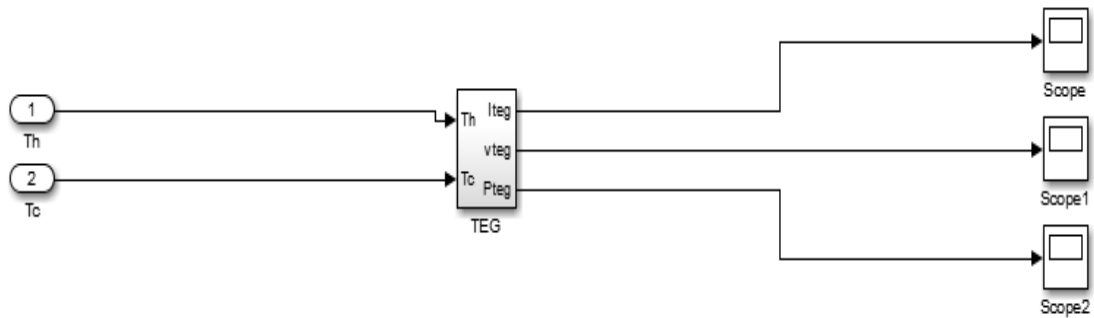 1
Th
2
Tc
Th
Tc
Iteg
vteg
Pteg
TEG
Scope
Scope1
Scope2